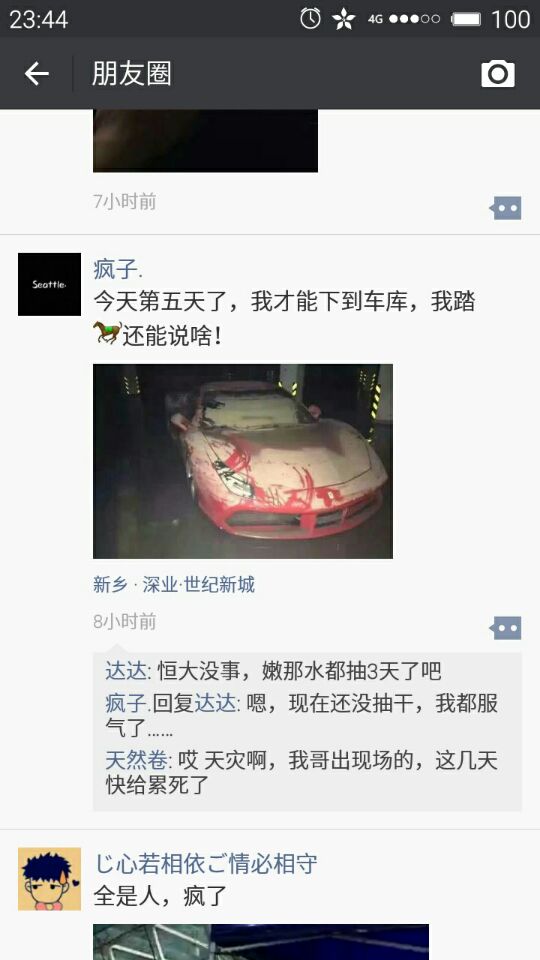 23:44
4G
100
朋友圈
7小时前
Seattle.
疯子.
今天第五天了，我才能下到车库，我踏
还能说啥！
新乡 · 深业·世纪新城
8小时前
达达: 恒大没事，嫩那水都抽3天了吧
疯子.回复达达: 嗯，现在还没抽干，我都服
气了……
天然卷: 哎 天灾啊，我哥出现场的，这几天
快给累死了
じ心若相依ご情必相守
全是人，疯了